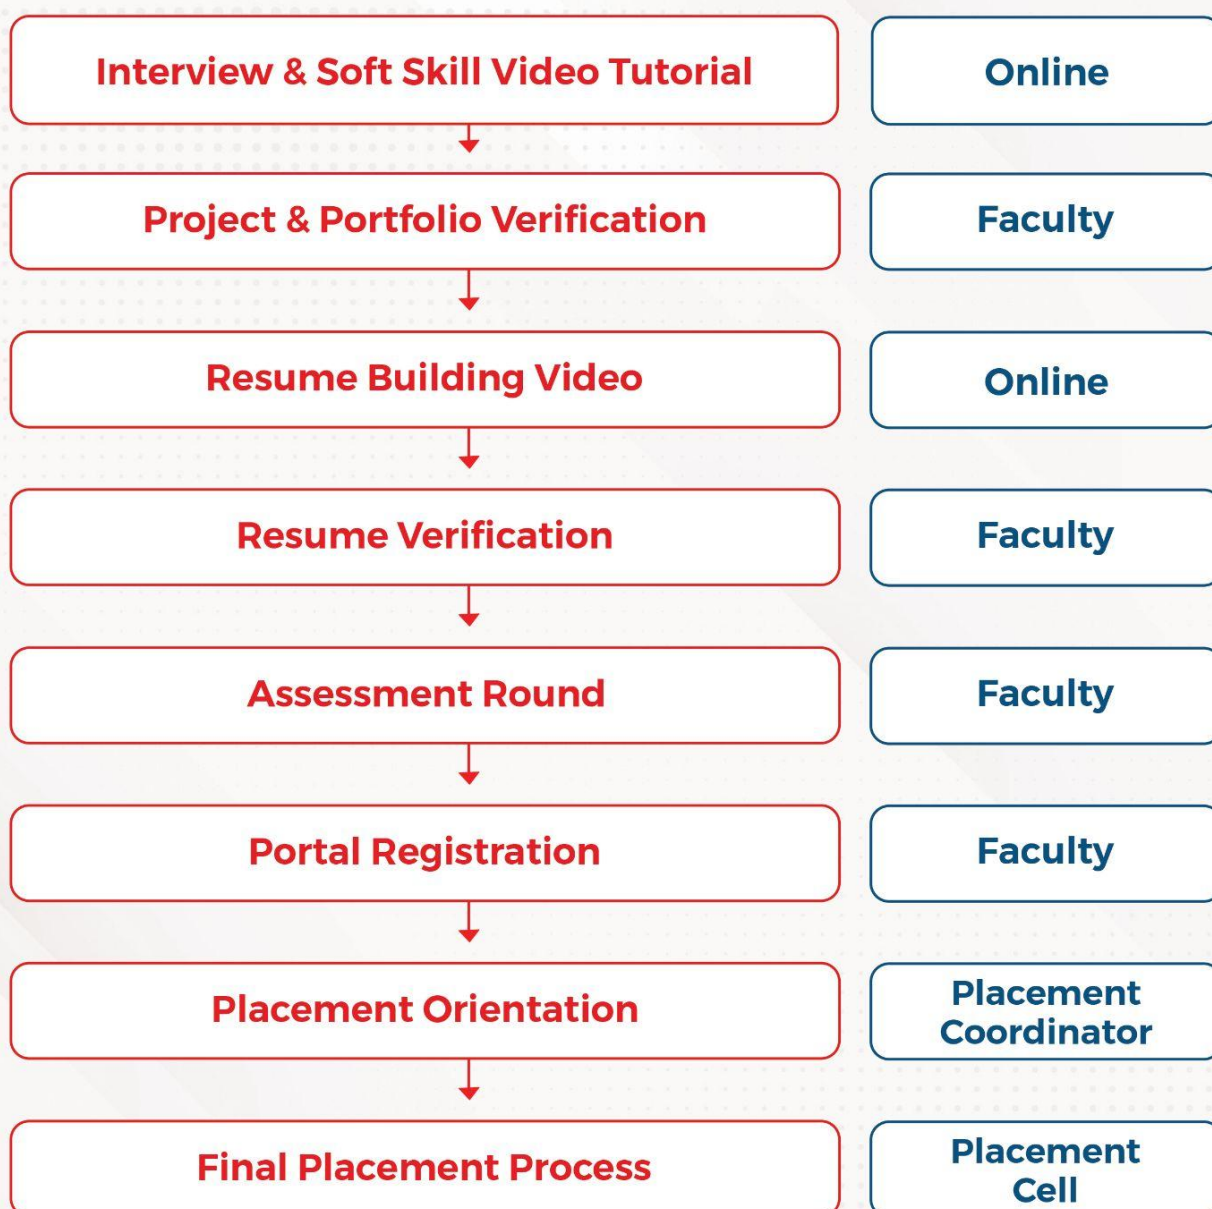 Interview & Soft Skill Video Tutorial
Online
Project & Portfolio Verification
Faculty
Resume Building Video
Online
Resume Verification
Faculty
Assessment Round
Faculty
Portal Registration
Faculty
Placement Orientation
Placement
Coordinator
Final Placement Process
Placement
Cell